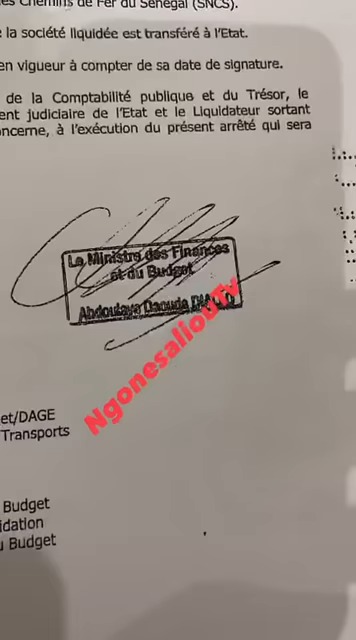 es Chemins de Fer du Sénégal (SNCS).
la société liquidée est transféré à l'Etat.
en vigueur à compter de sa date de signature.
de la Comptabilité publique et du Trésor, le
ent judiciaire de l'Etat et le Liquidateur sortant
oncerne, à l'exécution du présent arrêté qui sera
Le Ministre des Finances
et du Budget
Abdoulaye Daouda DIALLO
NgonesaliouTv
et/DAGE
Transports
Budget
idation
u Budget